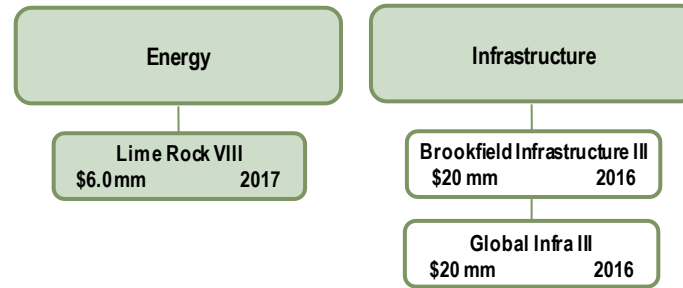 Energy
Lime Rock VIII
$6.0 mm 2017
Infrastructure
Brookfield Infrastructure III
$20 mm 2016
Global Infra III
$20 mm 2016